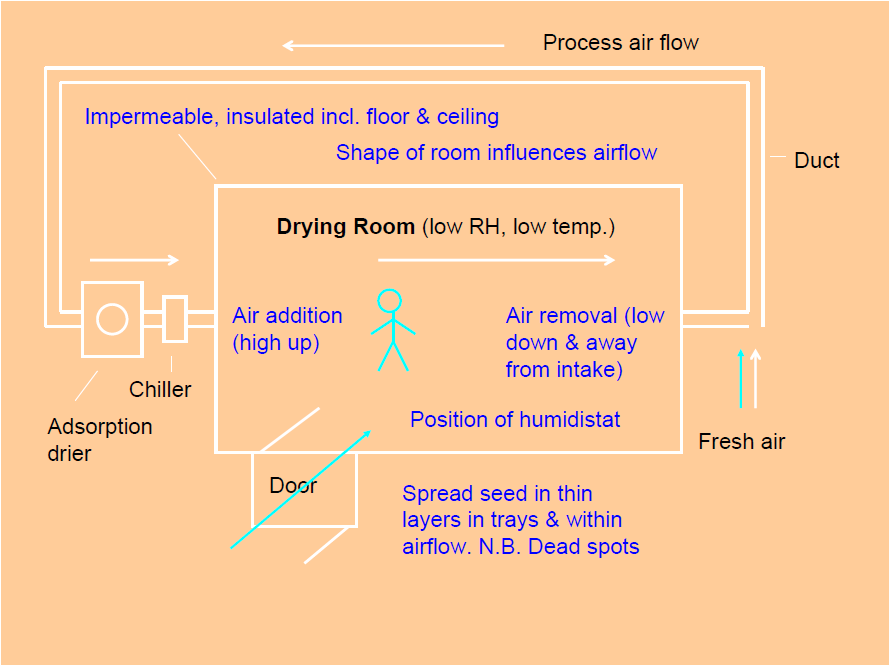 Process air flow
Impermeable, insulated incl. floor & ceiling
Shape of room influences airflow
Duct
Drying Room (low RH, low temp.)
Air addition
(high up)
Air removal (low
down & away
from intake)
Chiller
Adsorption
drier
Position of humidistat
Fresh air
Door
Spread seed in thin
layers in trays & within
airflow. N.B. Dead spots